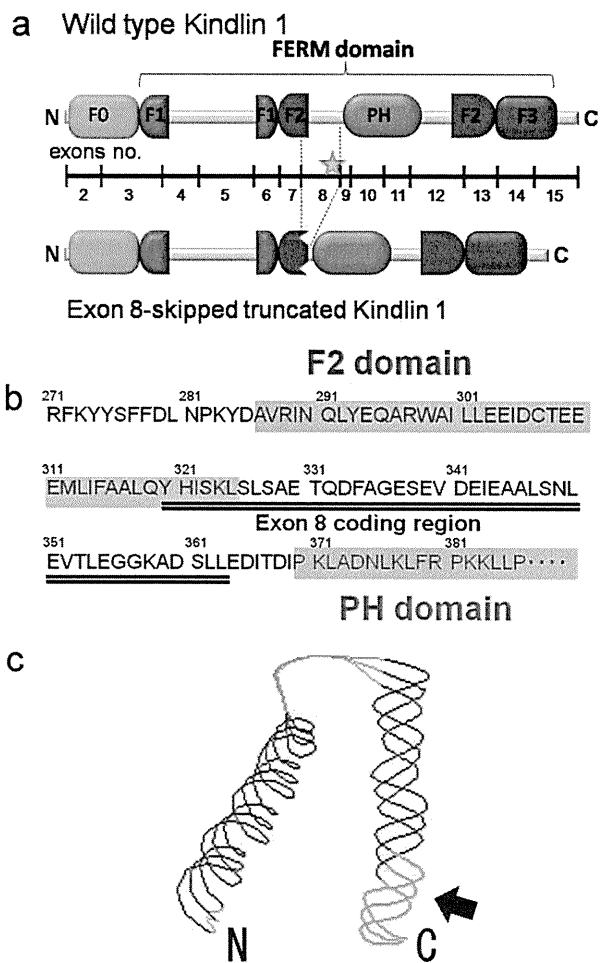 a Wild type Kindlin 1
FERM domain
N F0 F1 F1 F2 PH F2 F3 C
exons no.
2 3 4 5 6 7 8 9 10 11 12 13 14 15
N C
Exon 8-skipped truncated Kindlin 1
F2 domain
b
271 281 291 301
RFKYYSFFDL NPKYDAVRIN QLYEQARWAI LLEEIDCTEE
311 321 331 341
EMLIFAALQY HISKLSLSAE TQDFAGESEV DEIEAALSNL
Exon 8 coding region
351 361 371 381
EVTLEGGKAD SLLEDITDIP KLADNLKLFR PKKLLP····
PH domain
c
N C